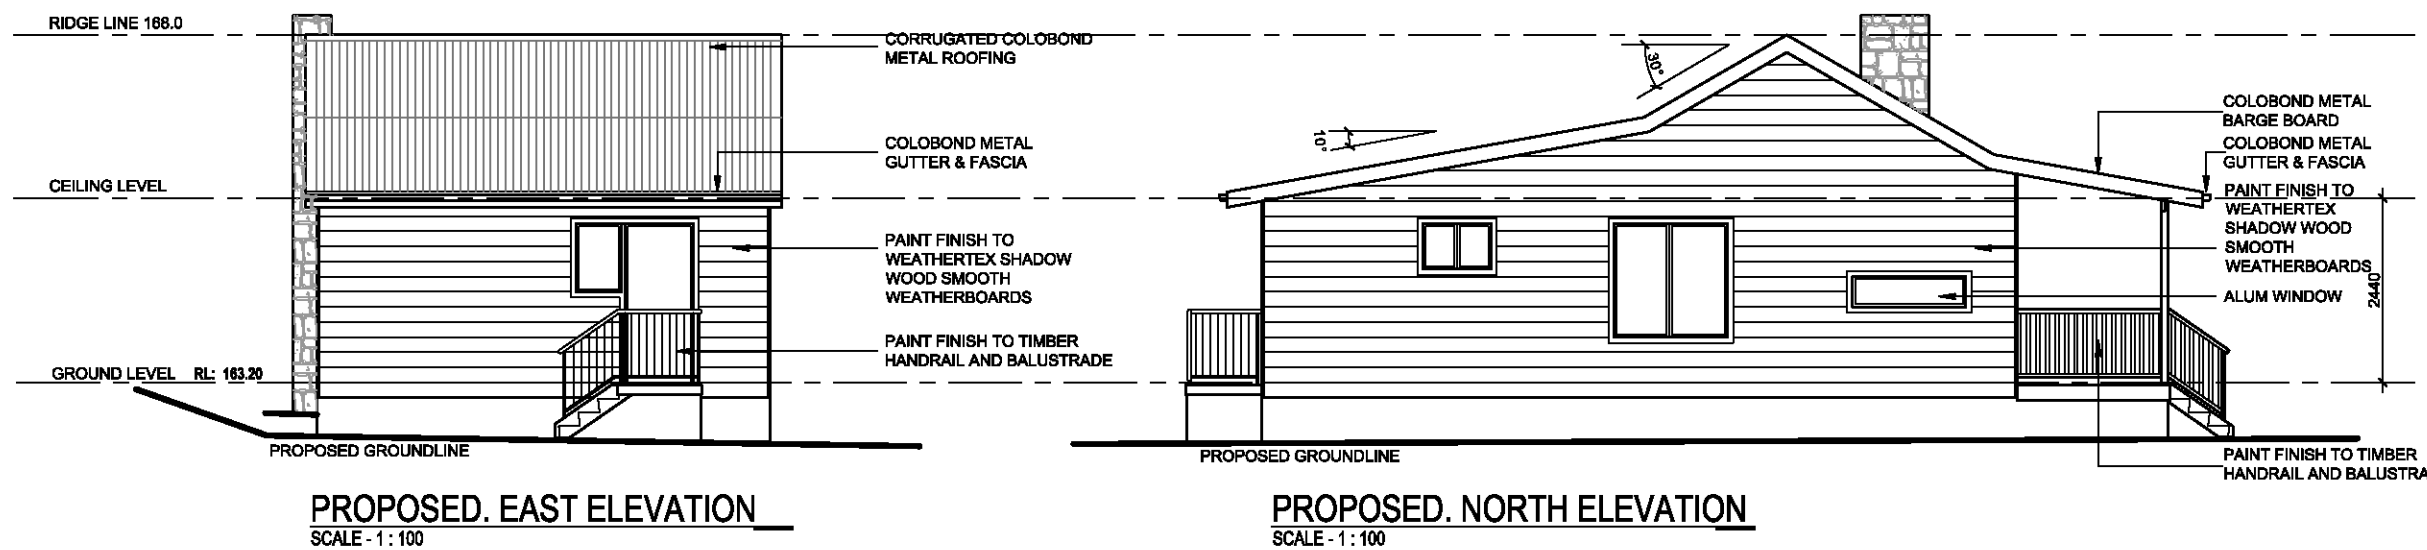 RIDGE LINE 168.0
CORRUGATED COLOBOND
METAL ROOFING
COLOBOND METAL
GUTTER & FASCIA
CEILING LEVEL
PAINT FINISH TO
WEATHERTEX SHADOW
WOOD SMOOTH
WEATHERBOARDS
PAINT FINISH TO TIMBER
HANDRAIL AND BALUSTRADE
GROUND LEVEL RL: 163.20
PROPOSED GROUNDLINE
PROPOSED. EAST ELEVATION
SCALE - 1 : 100
30°
10°
COLOBOND METAL
BARGE BOARD
COLOBOND METAL
GUTTER & FASCIA
PAINT FINISH TO
WEATHERTEX
SHADOW WOOD
SMOOTH
WEATHERBOARDS
ALUM WINDOW
2440
PROPOSED GROUNDLINE
PAINT FINISH TO TIMBER
HANDRAIL AND BALUSTRA
PROPOSED. NORTH ELEVATION
SCALE - 1 : 100